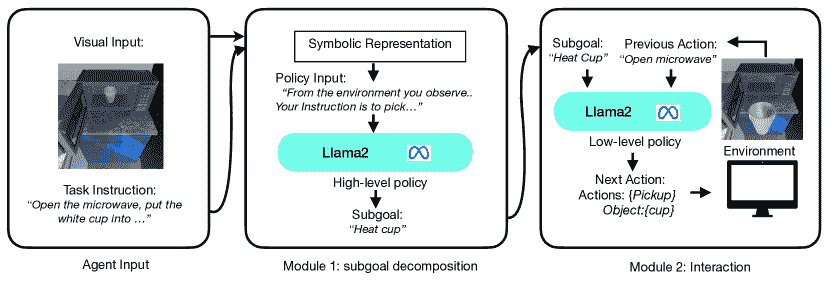 Visual Input:
Task Instruction:
“Open the microwave, put the
white cup into …”
Agent Input
Symbolic Representation
Policy Input:
“From the environment you observe..
Your Instruction is to pick…”
Llama2
High-level policy
Subgoal:
“Heat cup”
Module 1: subgoal decomposition
Subgoal:
“Heat Cup”
Previous Action:
“Open microwave”
Llama2
Low-level policy
Environment
Next Action:
Actions: {Pickup}
Object:{cup}
Module 2: Interaction